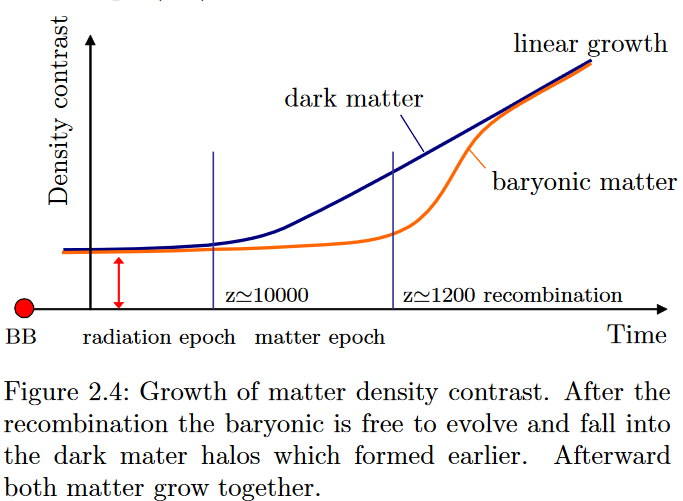 Density contrast
linear growth
dark matter
baryonic matter
z≃10000
z≃1200 recombination
BB
radiation epoch
matter epoch
Time
Figure 2.4: Growth of matter density contrast. After the
recombination the baryonic is free to evolve and fall into
the dark mater halos which formed earlier. Afterward
both matter grow together.